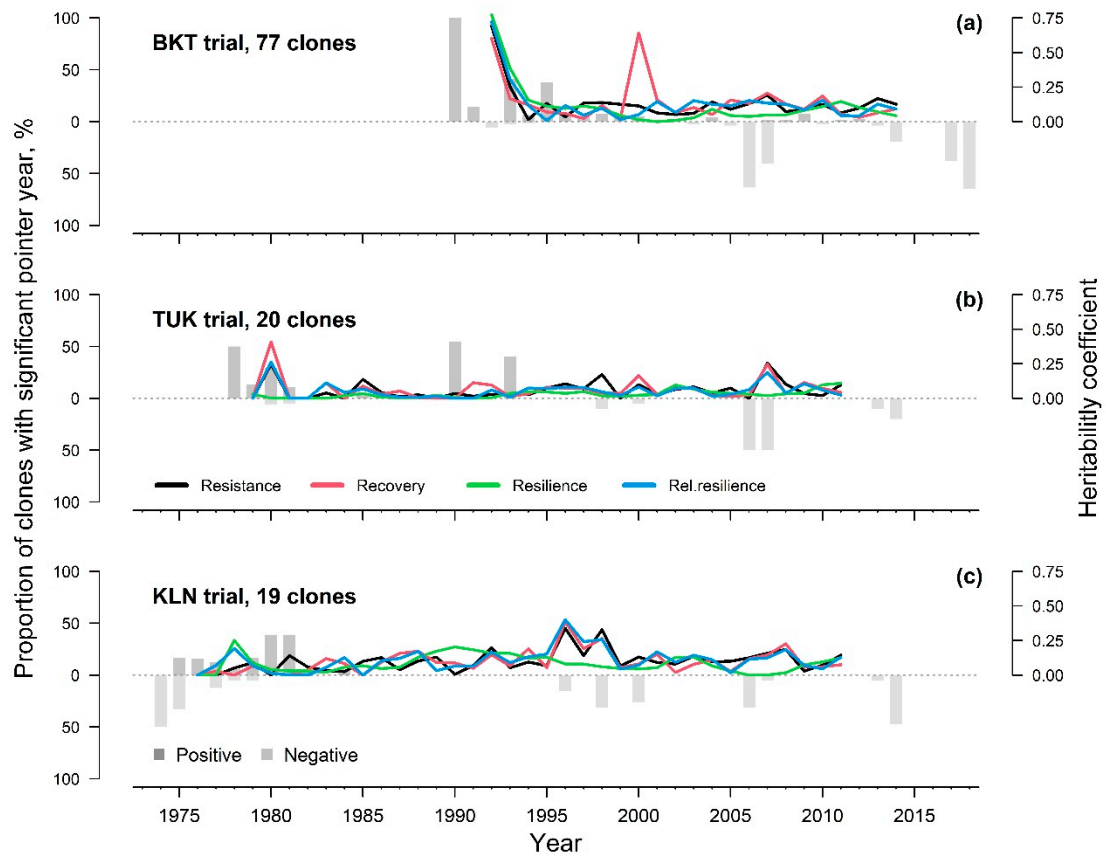 Proportion of clones with significant pointer year, %
Heritabilitly coefficient
BKT trial, 77 clones
(a)
100
50
0
50
100
0.75
0.50
0.25
0.00
TUK trial, 20 clones
(b)
100
50
0
50
100
0.75
0.50
0.25
0.00
Resistance Recovery Resilience Rel.resilience
KLN trial, 19 clones
(c)
100
50
0
50
100
0.75
0.50
0.25
0.00
Positive Negative
1975 1980 1985 1990 1995 2000 2005 2010 2015
Year